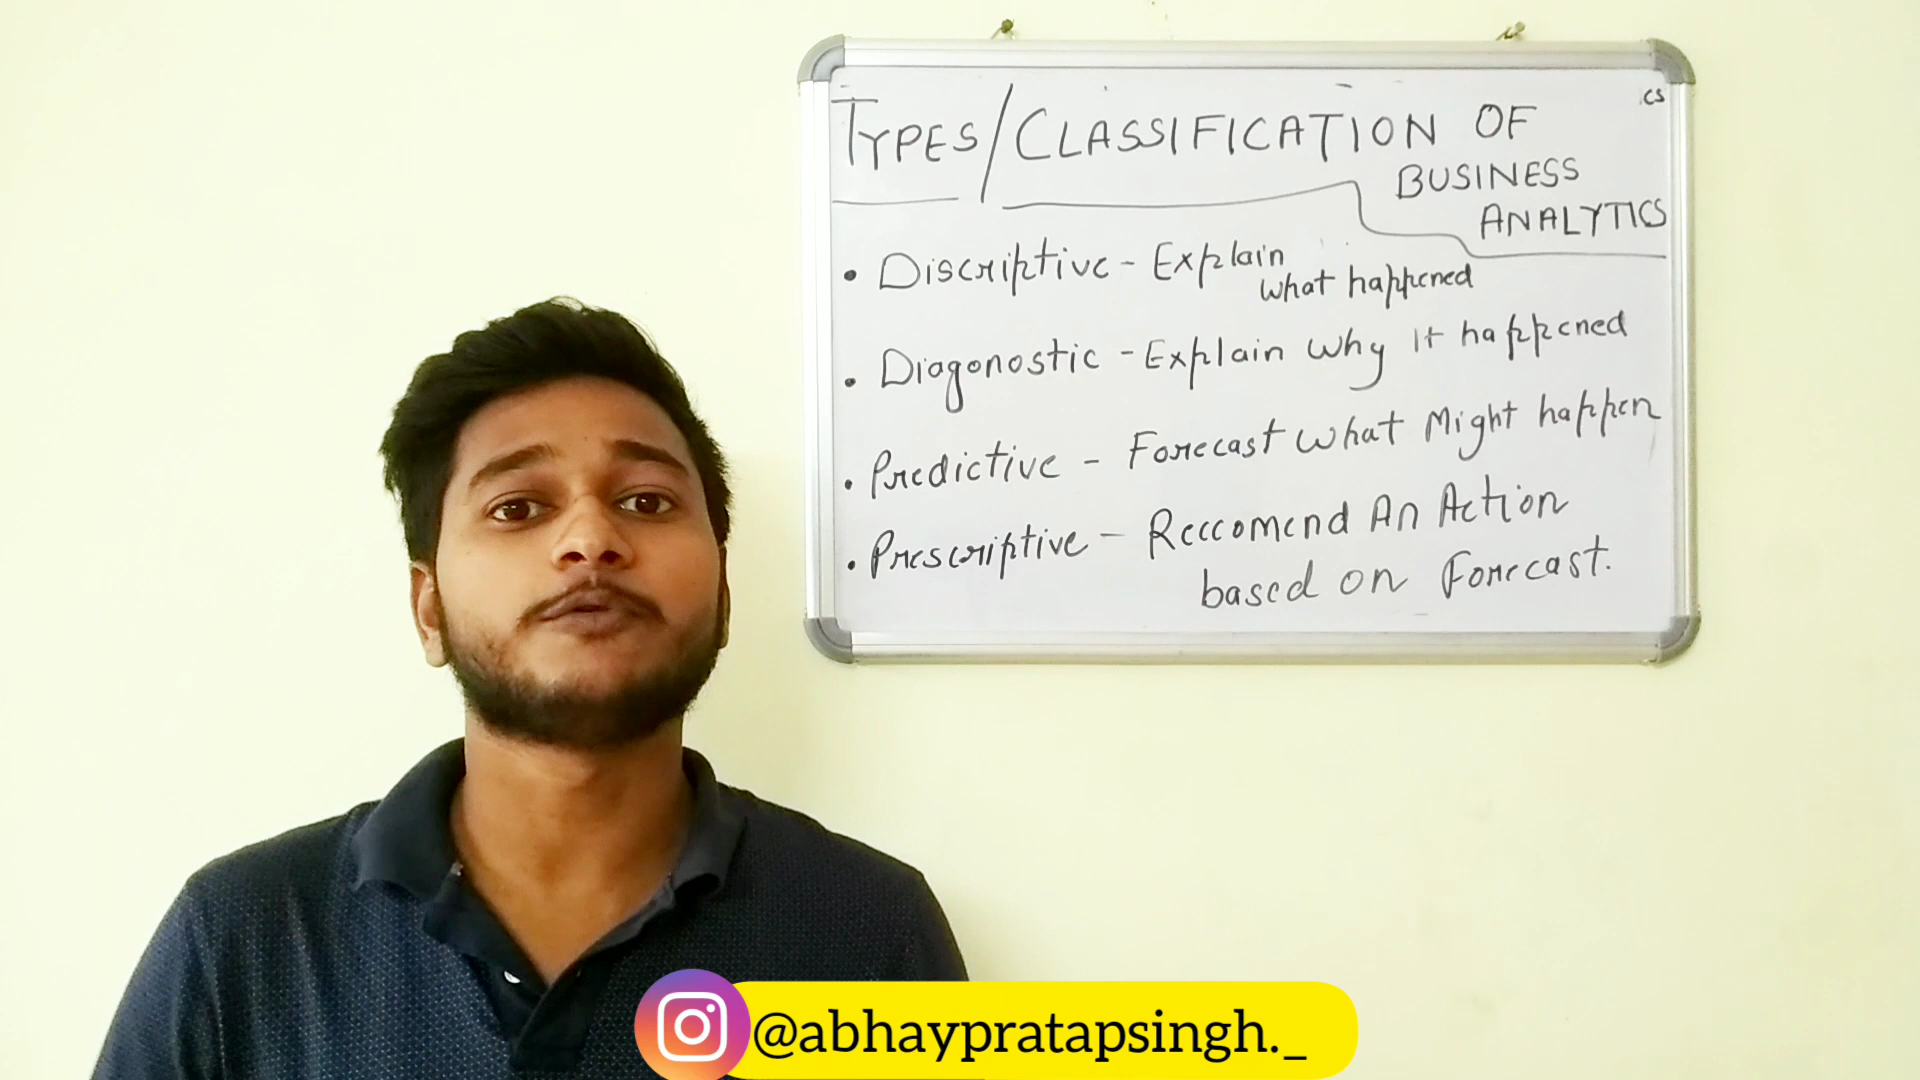 CS
TYPES/CLASSIFICATION OF
BUSINESS
ANALYTICS
• Discriptive - Explain
what happened
• Diagonostic - Explain Why It happened
• Predictive - Forecast What Might happen
• Prescriptive - Reccomend An Action
based on Forecast.
@abhaypratapsingh._